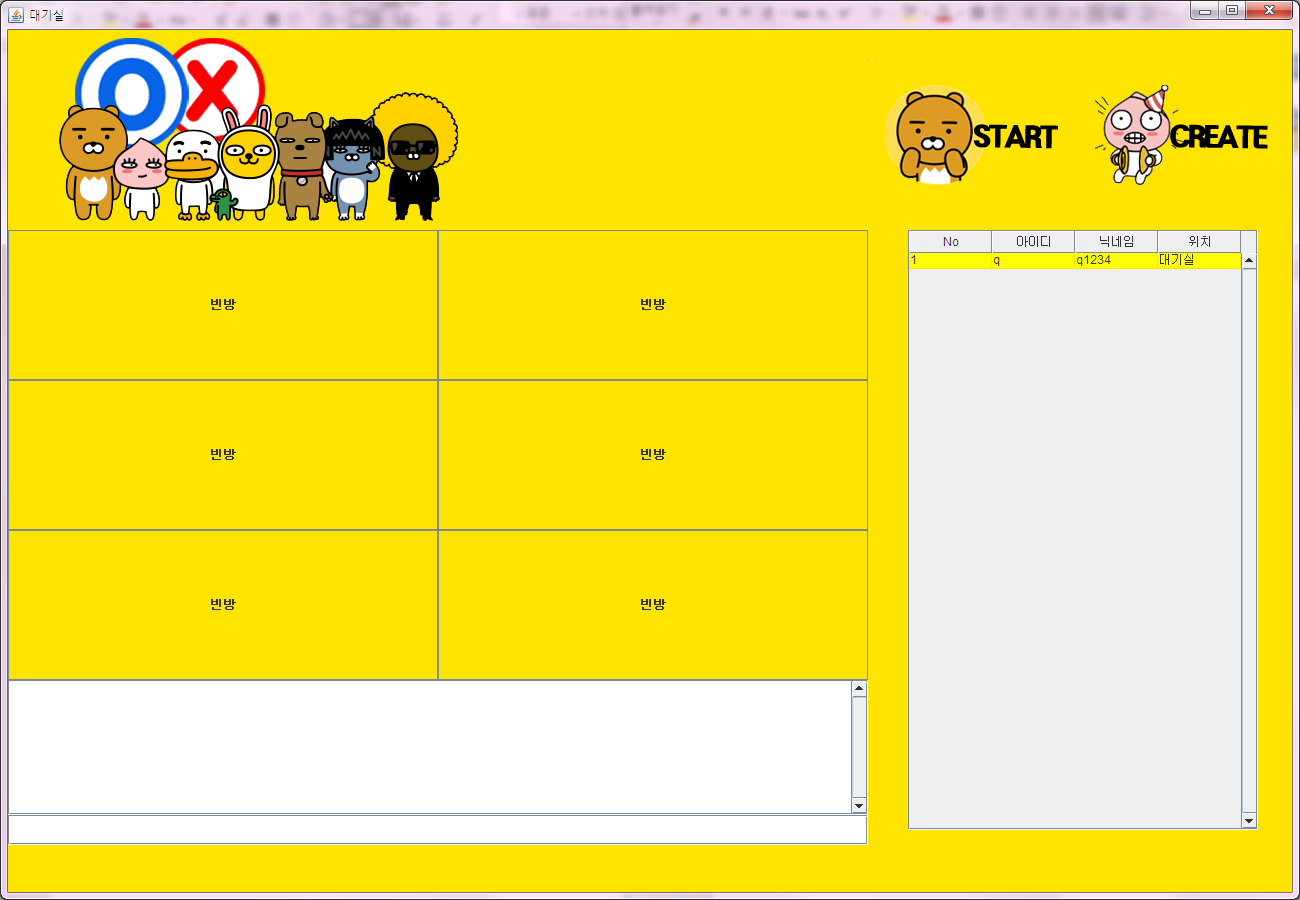 대기실
OX
START
CREATE
No 아이디 닉네임 위치
1 q q1234 대기실
빈방 빈방
빈방 빈방
빈방 빈방